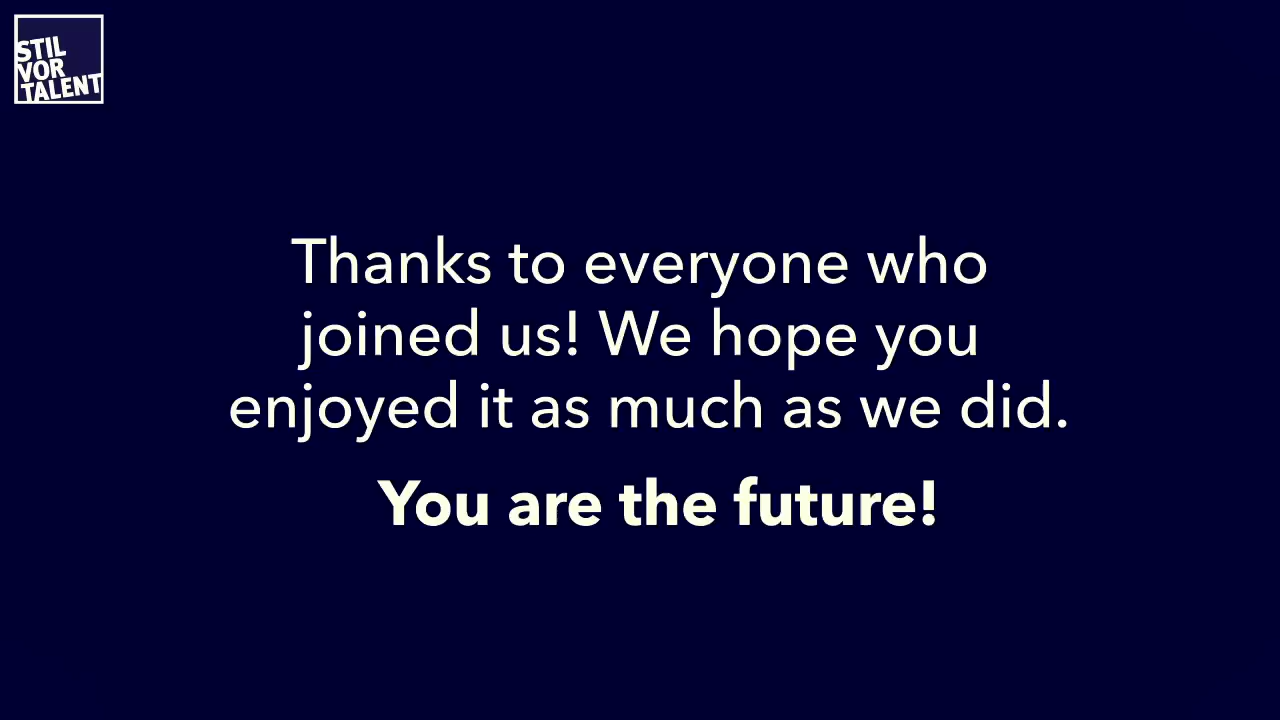 STIL
VOR
TALENT
Thanks to everyone who
joined us! We hope you
enjoyed it as much as we did.
You are the future!